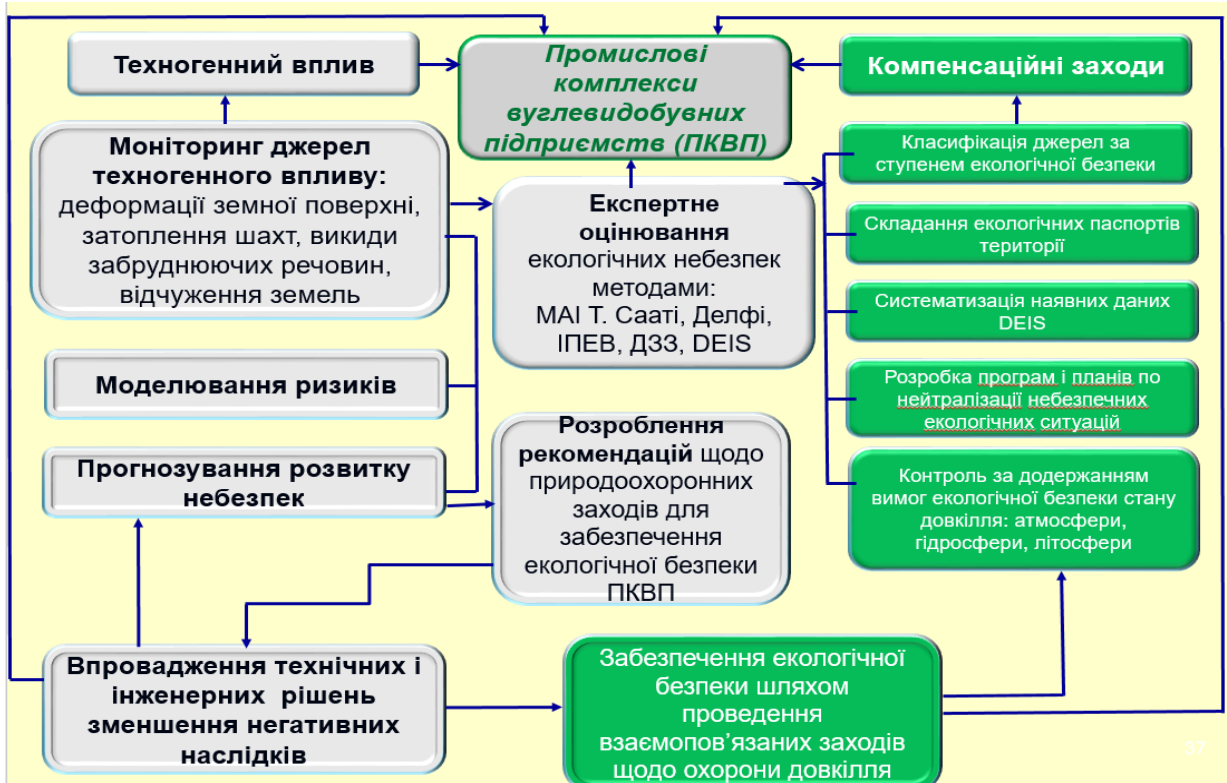 Техногенний вплив
Промислові
комплекси
вуглевидобувних
підприємств (ПКВП)
Компенсаційні заходи
Моніторинг джерел
техногенного впливу:
деформації земної поверхні,
затоплення шахт, викиди
забруднюючих речовин,
відчуження земель
Експертне
оцінювання
екологічних небезпек
методами:
МАІ Т. Сааті, Делфі,
ІПЕВ, ДЗЗ, DEIS
Класифікація джерел за
ступенем екологічної безпеки
Складання екологічних паспортів
території
Систематизація наявних даних
DEIS
Розробка програм і планів по
нейтралізації небезпечних
екологічних ситуацій
Контроль за додержанням
вимог екологічної безпеки стану
довкілля: атмосфери,
гідросфери, літосфери
Моделювання ризиків
Прогнозування розвитку
небезпек
Розроблення
рекомендацій щодо
природоохоронних
заходів для
забезпечення
екологічної безпеки
ПКВП
Впровадження технічних і
інженерних рішень
зменшення негативних
наслідків
Забезпечення екологічної
безпеки шляхом
проведення
взаємопов’язаних заходів
щодо охорони довкілля
37